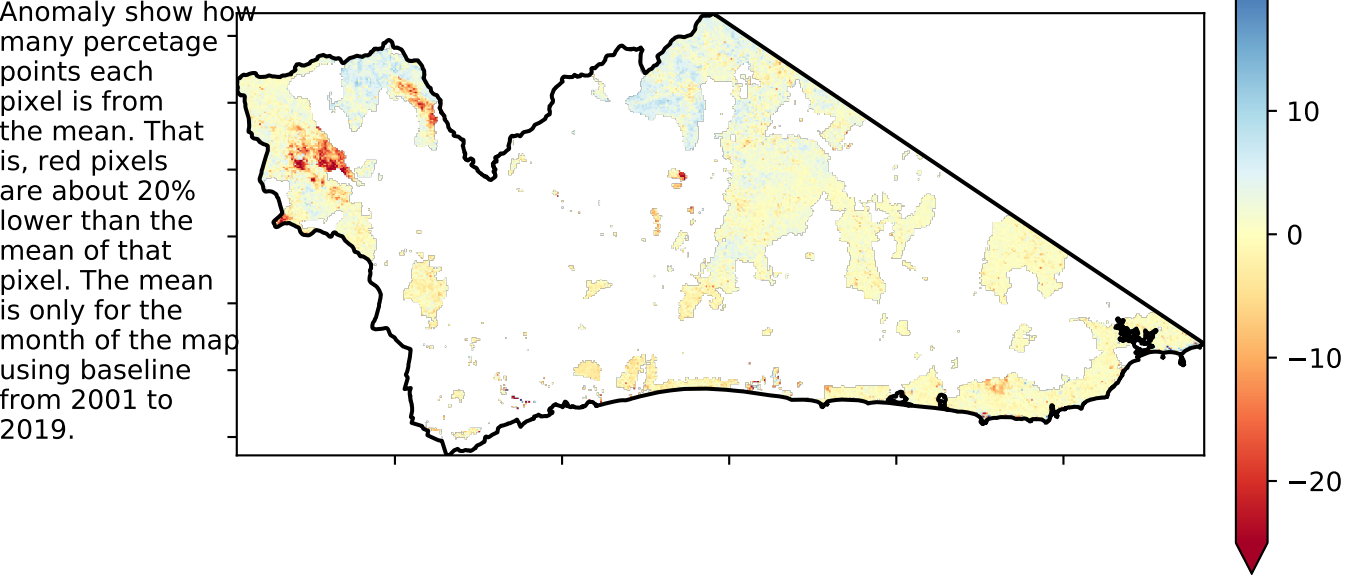 Anomaly show how
many percetage
points each
pixel is from
the mean. That
is, red pixels
are about 20%
lower than the
mean of that
pixel. The mean
is only for the
month of the map
using baseline
from 2001 to
2019.
10
0
−10
−20